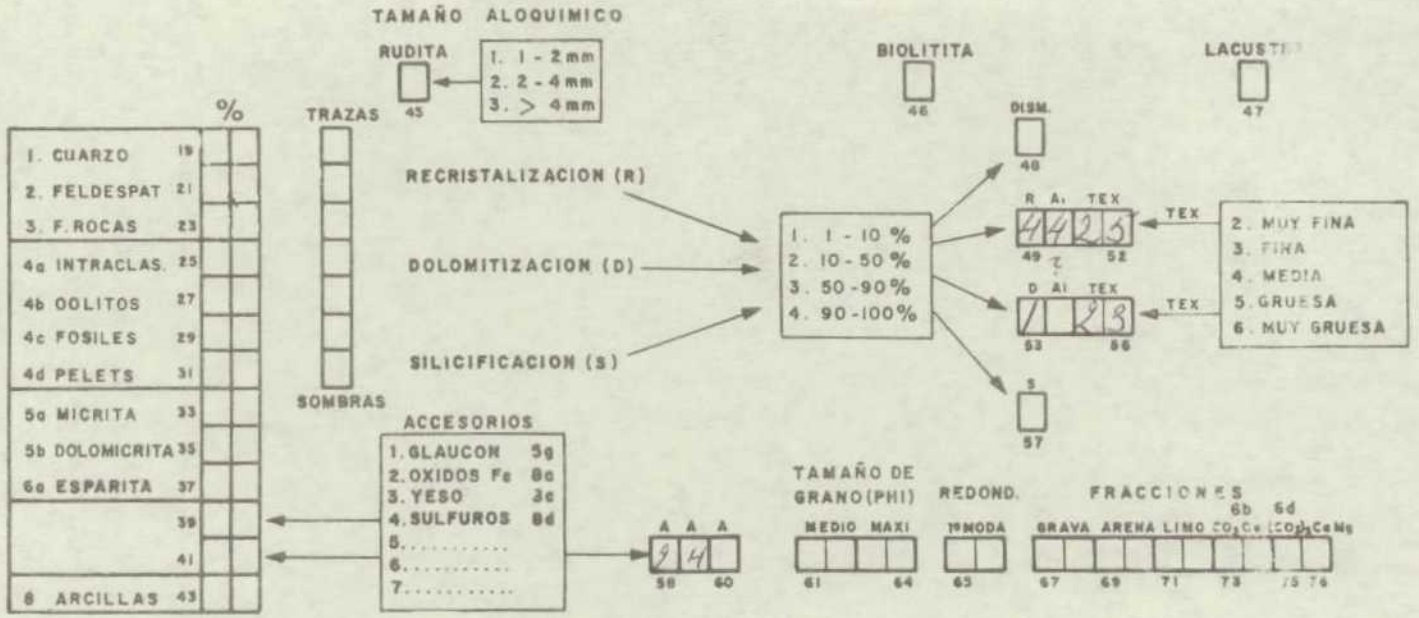 TAMAÑO ALOQUIMICO
RUDITA
45
1. 1 - 2 mm
2. 2 - 4 mm
3. > 4 mm
BIOLITITA
46
47
%
TRAZAS
SOMBRAS
1. CUARZO 19
2. FELDESPAT 21
3. F. ROCAS 23
4a INTRACLAS. 25
4b OOLITOS 27
4c FOSILES 29
4d PELETS 31
5a MICRITA 33
5b DOLOMICRITA 35
6a ESPARITA 37
39
41
8 ARCILLAS 43
RECRISTALIZACION (R)
DOLOMITIZACION (D)
SILICIFICACION (S)
1. 1 - 10 %
2. 10 - 50 %
3. 50 - 90 %
4. 90 - 100 %
DISM.
48
R A1 TEX
4 4 2 5
49 ? 52
D A1 TEX
1 2 3
53 56
S
57
TEX
TEX
2. MUY FINA
3. FINA
4. MEDIA
5. GRUESA
6. MUY GRUESA
ACCESORIOS
1. GLAUCON 5g
2. OXIDOS Fe 8c
3. YESO 3c
4. SULFUROS 8d
5. ..........
6. ..........
7. ..........
A A A
2 4
58 60
TAMAÑO DE
GRANO (PHI)
MEDIO MAXI
61 64
REDOND.
1ª MODA
65
FRACCIONES
6b 6d
GRAVA ARENA LIMO CO3Ca (CO3)2CaMg
67 69 71 73 75 76